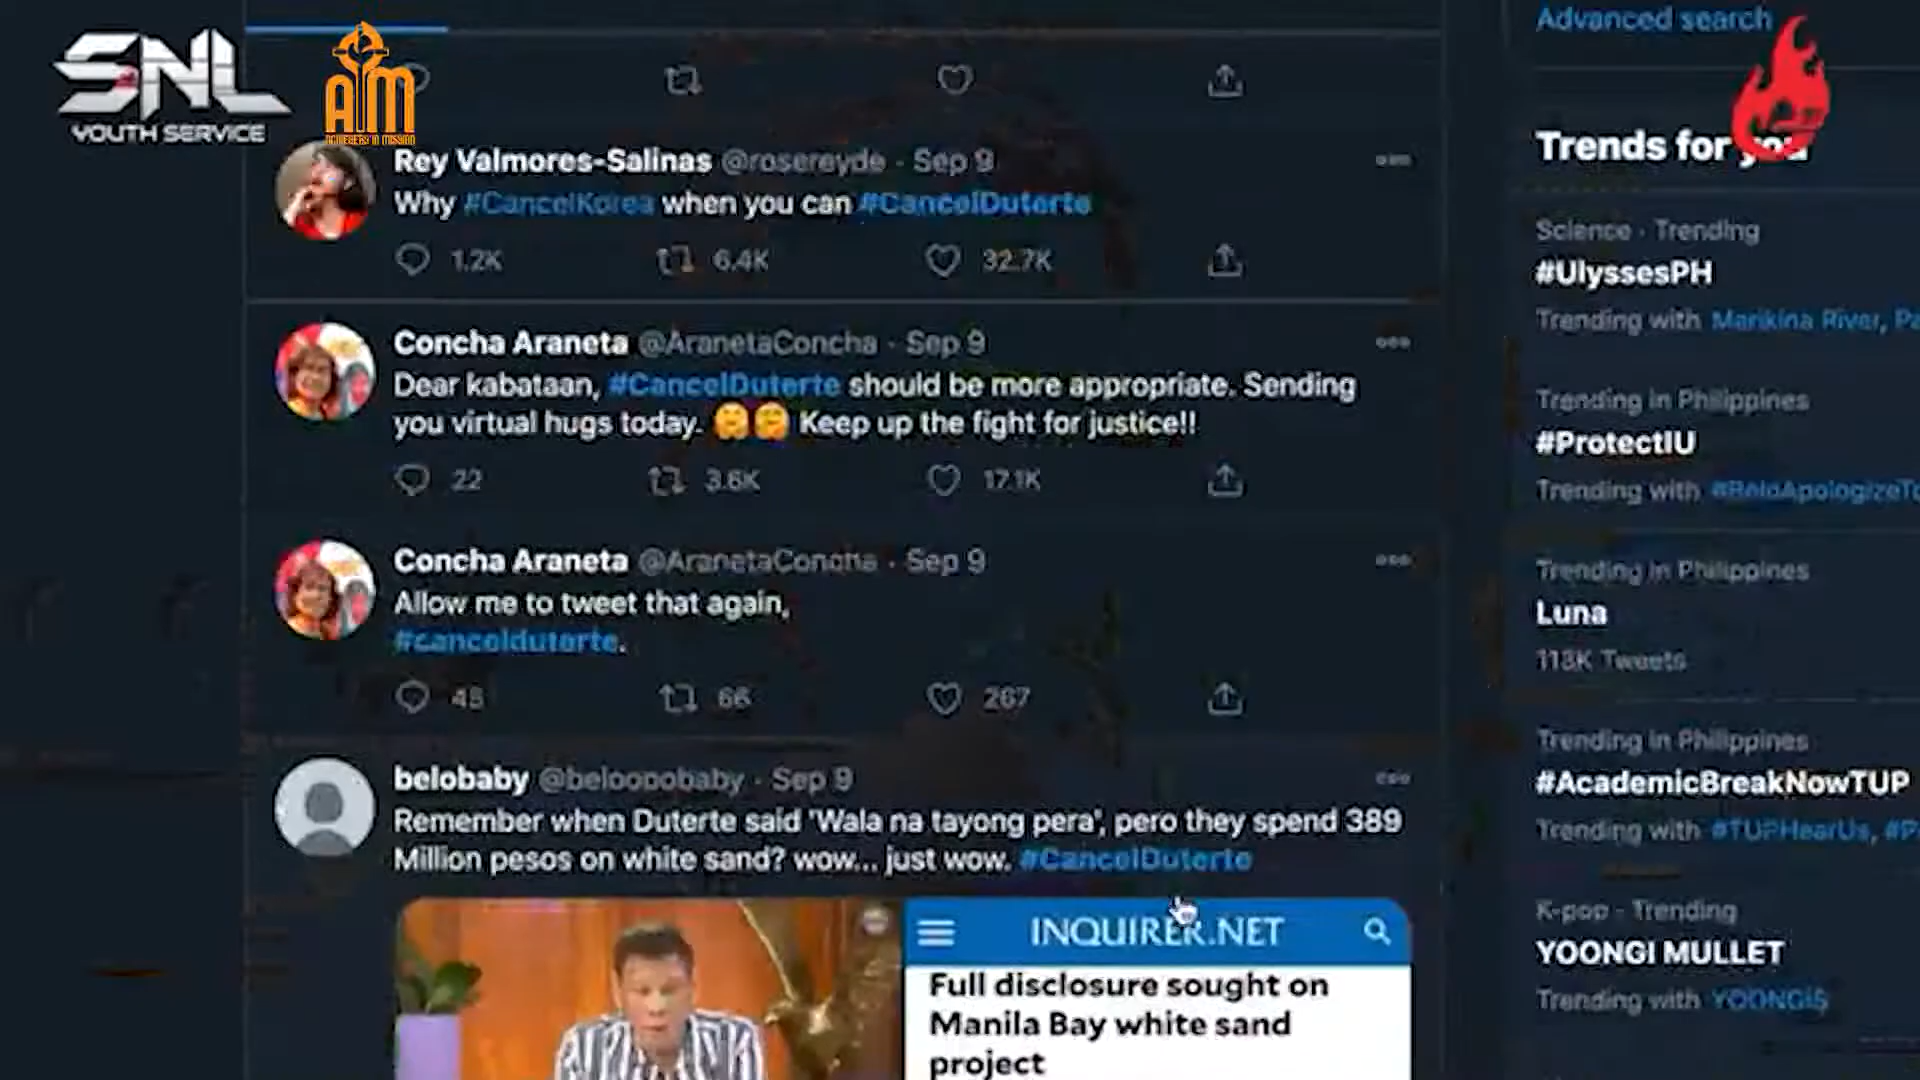 Advanced search
SNL
YOUTH SERVICE
AIM
Trends for you
Rey Valmores-Salinas @rosereyde · Sep 9
Why #CancelKorea when you can #CancelDuterte
1.2K 6.4K 32.7K
Science · Trending
#UlyssesPH
Trending with Marikina River,
Concha Araneta @AranetaConcha · Sep 9
Dear kabataan, #CancelDuterte should be more appropriate. Sending
you virtual hugs today. 🤗🤗 Keep up the fight for justice!!
22 3.6K 17.1K
Trending in Philippines
#ProtectIU
Trending with
Concha Araneta @AranetaConcha · Sep 9
Allow me to tweet that again,
#cancelduterte.
45 66 267
Trending in Philippines
Luna
113K Tweets
belobaby · Sep 9
Remember when Duterte said 'Wala na tayong pera', pero they spend 389
Million pesos on white sand? wow... just wow. #CancelDuterte
Trending in Philippines
#AcademicBreakNowTUP
Trending with #TUPHearUs,
INQUIRER.NET
Full disclosure sought on
Manila Bay white sand
project
K-pop · Trending
YOONGI MULLET
Trending with YOONGIS